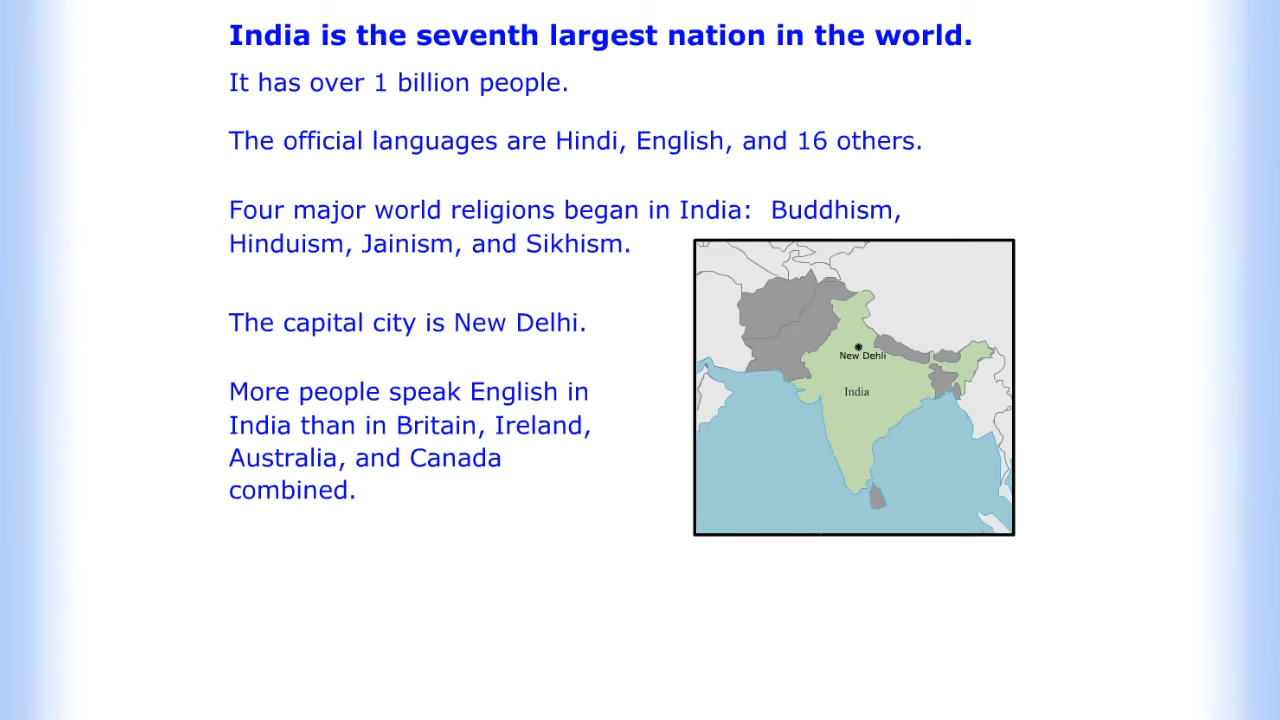 India is the seventh largest nation in the world.
It has over 1 billion people.
The official languages are Hindi, English, and 16 others.
Four major world religions began in India:  Buddhism,
Hinduism, Jainism, and Sikhism.
The capital city is New Delhi.
More people speak English in
India than in Britain, Ireland,
Australia, and Canada
combined.
New Dehli
India